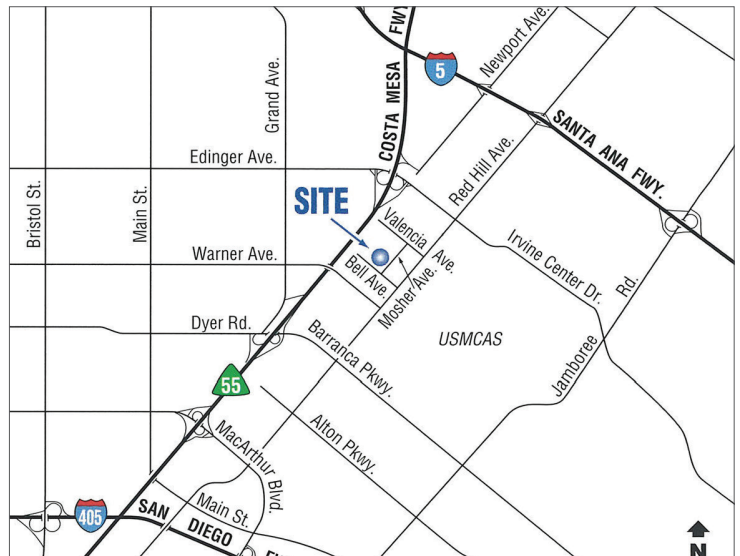 FWY
COSTA MESA
Newport Ave.
5
SANTA ANA FWY.
Grand Ave.
Edinger Ave.
Red Hill Ave.
Bristol St.
Main St.
SITE
Valencia Ave.
Irvine Center Dr.
Warner Ave.
Bell Ave.
Mosher Ave.
Jamboree Rd.
Dyer Rd.
Barranca Pkwy.
USMCAS
55
Alton Pkwy.
MacArthur Blvd.
Main St.
405
SAN DIEGO
N